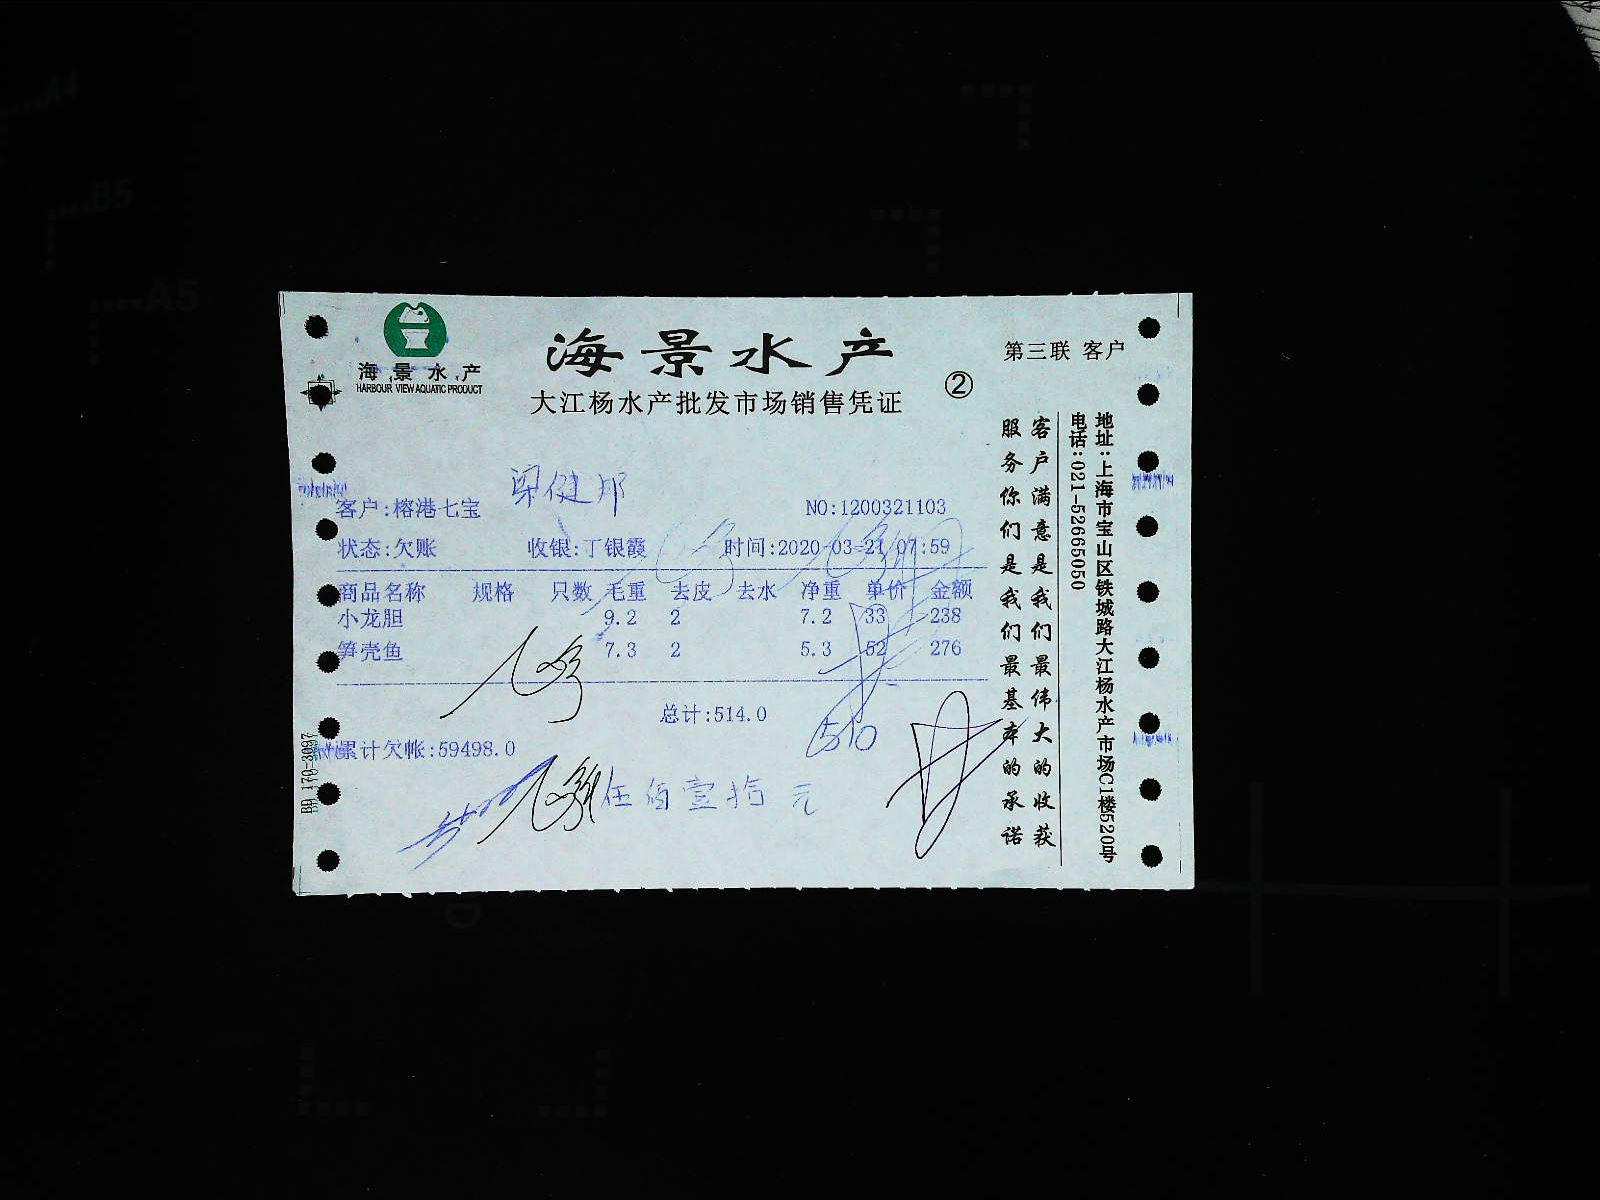 海景水产
HARBOUR VIEW AQUATIC PRODUCT
海景水产
大江杨水产批发市场销售凭证
②
第三联 客户
梁健邦
客户:榕港七宝
NO:1200321103
状态:欠账 收银:丁银霞 时间:2020-03-21 07:59
商品名称 规格 只数 毛重 去皮 去水 净重 单价 金额
小龙胆 9.2 2 7.2 33 238
笋壳鱼 7.3 2 5.3 52 276
总计:514.0
510
累计欠帐:59498.0
伍佰壹拾元
客户满意是我们最伟大的收获
服务你们是我们最基本的承诺
地址:上海市宝山区铁城路大江杨水产市场C1楼520号
电话:021-52665050
BD 170-3097
A4
B5
A5